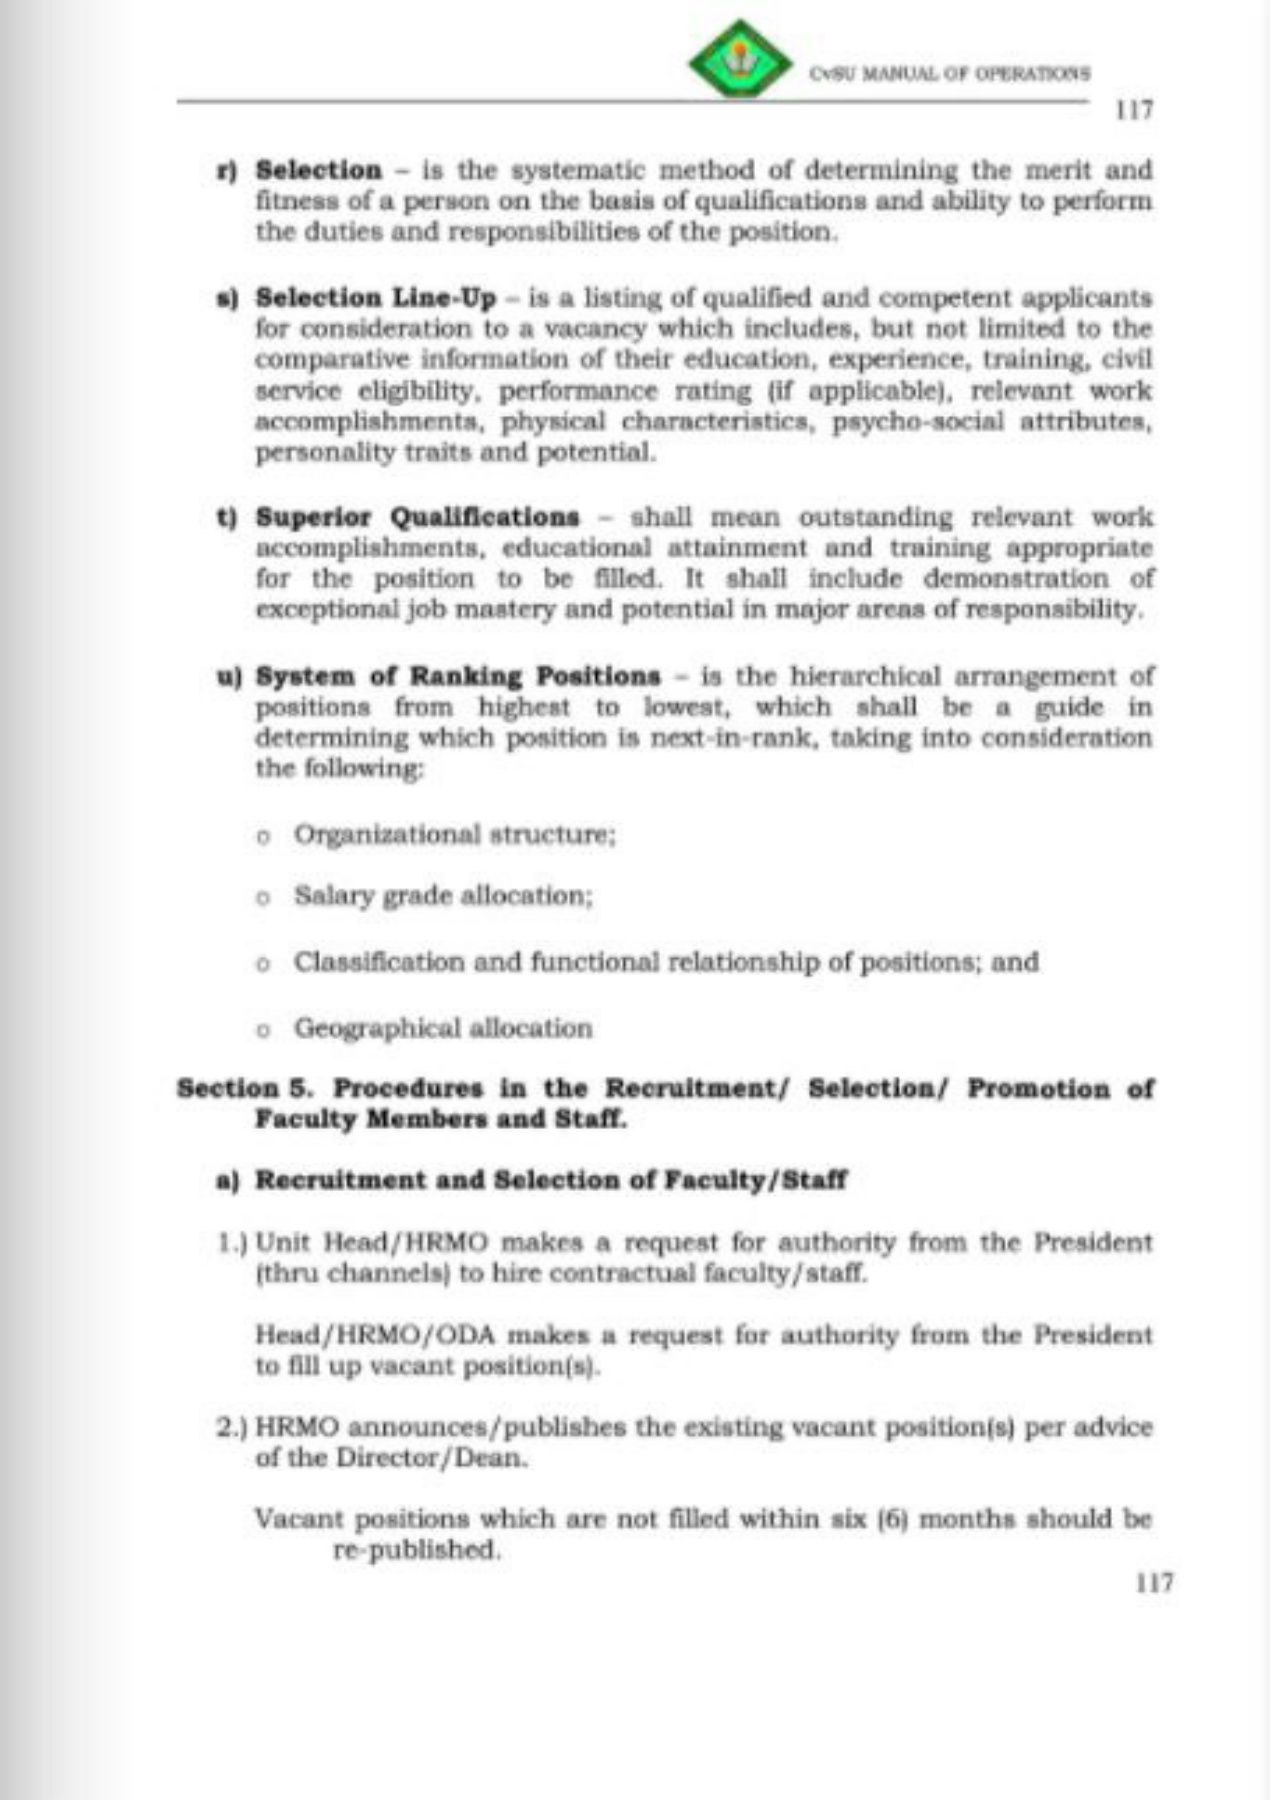 CvSU MANUAL OF OPERATIONS
117
r) Selection – is the systematic method of determining the merit and
fitness of a person on the basis of qualifications and ability to perform
the duties and responsibilities of the position.
s) Selection Line-Up – is a listing of qualified and competent applicants
for consideration to a vacancy which includes, but not limited to the
comparative information of their education, experience, training, civil
service eligibility, performance rating (if applicable), relevant work
accomplishments, physical characteristics, psycho-social attributes,
personality traits and potential.
t) Superior Qualifications – shall mean outstanding relevant work
accomplishments, educational attainment and training appropriate
for the position to be filled. It shall include demonstration of
exceptional job mastery and potential in major areas of responsibility.
u) System of Ranking Positions – is the hierarchical arrangement of
positions from highest to lowest, which shall be a guide in
determining which position is next-in-rank, taking into consideration
the following:
o Organizational structure;
o Salary grade allocation;
o Classification and functional relationship of positions; and
o Geographical allocation
Section 5. Procedures in the Recruitment/ Selection/ Promotion of
Faculty Members and Staff.
a) Recruitment and Selection of Faculty/Staff
1.) Unit Head/HRMO makes a request for authority from the President
(thru channels) to hire contractual faculty/staff.
Head/HRMO/ODA makes a request for authority from the President
to fill up vacant position(s).
2.) HRMO announces/publishes the existing vacant position(s) per advice
of the Director/Dean.
Vacant positions which are not filled within six (6) months should be
re-published.
117